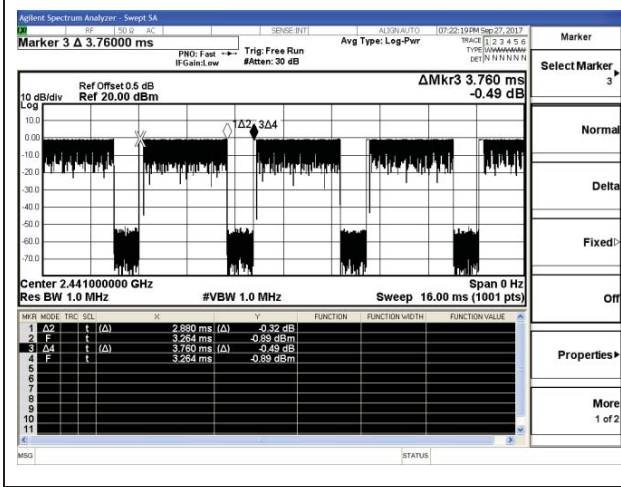 Agilent Spectrum Analyzer - Swept SA
RF 50 Ω AC SENSE:INT ALIGN AUTO 07:22:19 PM Sep 27, 2017
Marker 3 Δ 3.76000 ms
PNO: Fast
IFGain:Low
Trig: Free Run
#Atten: 30 dB
Avg Type: Log-Pwr
TRACE 1 2 3 4 5 6
TYPE
DET N N N N N N
Ref Offset 0.5 dB
10 dB/div Ref 20.00 dBm
Log
ΔMkr3 3.760 ms
-0.49 dB
10.0
0.00
-10.0
-20.0
-30.0
-40.0
-50.0
-60.0
-70.0
X
1Δ2
3Δ4
Center 2.441000000 GHz
Span 0 Hz
Res BW 1.0 MHz #VBW 1.0 MHz Sweep 16.00 ms (1001 pts)
MKR MODE TRC SCL X Y FUNCTION FUNCTION WIDTH FUNCTION VALUE
1 Δ2 t (Δ) 2.880 ms (Δ) -0.32 dB
2 F t 3.264 ms -0.89 dBm
3 Δ4 t (Δ) 3.760 ms (Δ) -0.49 dB
4 F t 3.264 ms -0.89 dBm
5
6
7
8
9
10
11
MSG STATUS
Marker
Select Marker
3
Normal
Delta
Fixed
Off
Properties
More
1 of 2